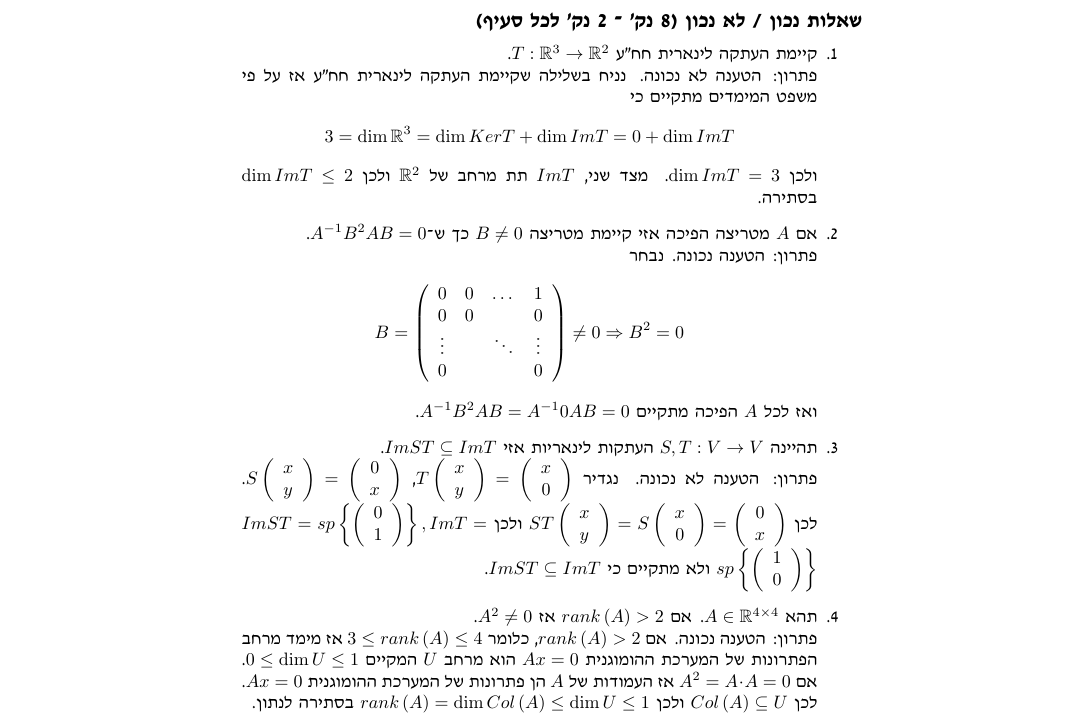 שאלות נכון / לא נכון (8 נק' - 2 נק' לכל סעיף)
1. קיימת העתקה לינארית חח"ע T : ℝ³ → ℝ².
פתרון: הטענה לא נכונה. נניח בשלילה שקיימת העתקה לינארית חח"ע אז על פי
משפט המימדים מתקיים כי
3 = dim ℝ³ = dim KerT + dim ImT = 0 + dim ImT
ולכן dim ImT = 3. מצד שני, ImT תת מרחב של ℝ² ולכן dim ImT ≤ 2
בסתירה.
2. אם A מטריצה הפיכה אזי קיימת מטריצה B ≠ 0 כך ש־A⁻¹B²AB = 0.
פתרון: הטענה נכונה. נבחר
B = ( 0 0 … 1
0 0 0
⋮ ⋱ ⋮
0 0 ) ≠ 0 ⇒ B² = 0
ואז לכל A הפיכה מתקיים A⁻¹B²AB = A⁻¹0AB = 0.
3. תהיינה S, T : V → V העתקות לינאריות אזי ImST ⊆ ImT.
פתרון: הטענה לא נכונה. נגדיר T(x y) = (x 0), S(x y) = (0 x).
לכן ST(x y) = S(x 0) = (0 x) ולכן ImST = sp{(0 1)}, ImT =
sp{(1 0)} ולא מתקיים כי ImST ⊆ ImT.
4. תהא A ∈ ℝ⁴ˣ⁴. אם rank (A) > 2 אז A² ≠ 0.
פתרון: הטענה נכונה. אם rank (A) > 2, כלומר 3 ≤ rank (A) ≤ 4 אז מימד מרחב
הפתרונות של המערכת ההומוגנית Ax = 0 הוא מרחב U המקיים 0 ≤ dim U ≤ 1.
אם A² = A·A = 0 אז העמודות של A הן פתרונות של המערכת ההומוגנית Ax = 0.
לכן Col (A) ⊆ U ולכן rank (A) = dim Col (A) ≤ dim U ≤ 1 בסתירה לנתון.